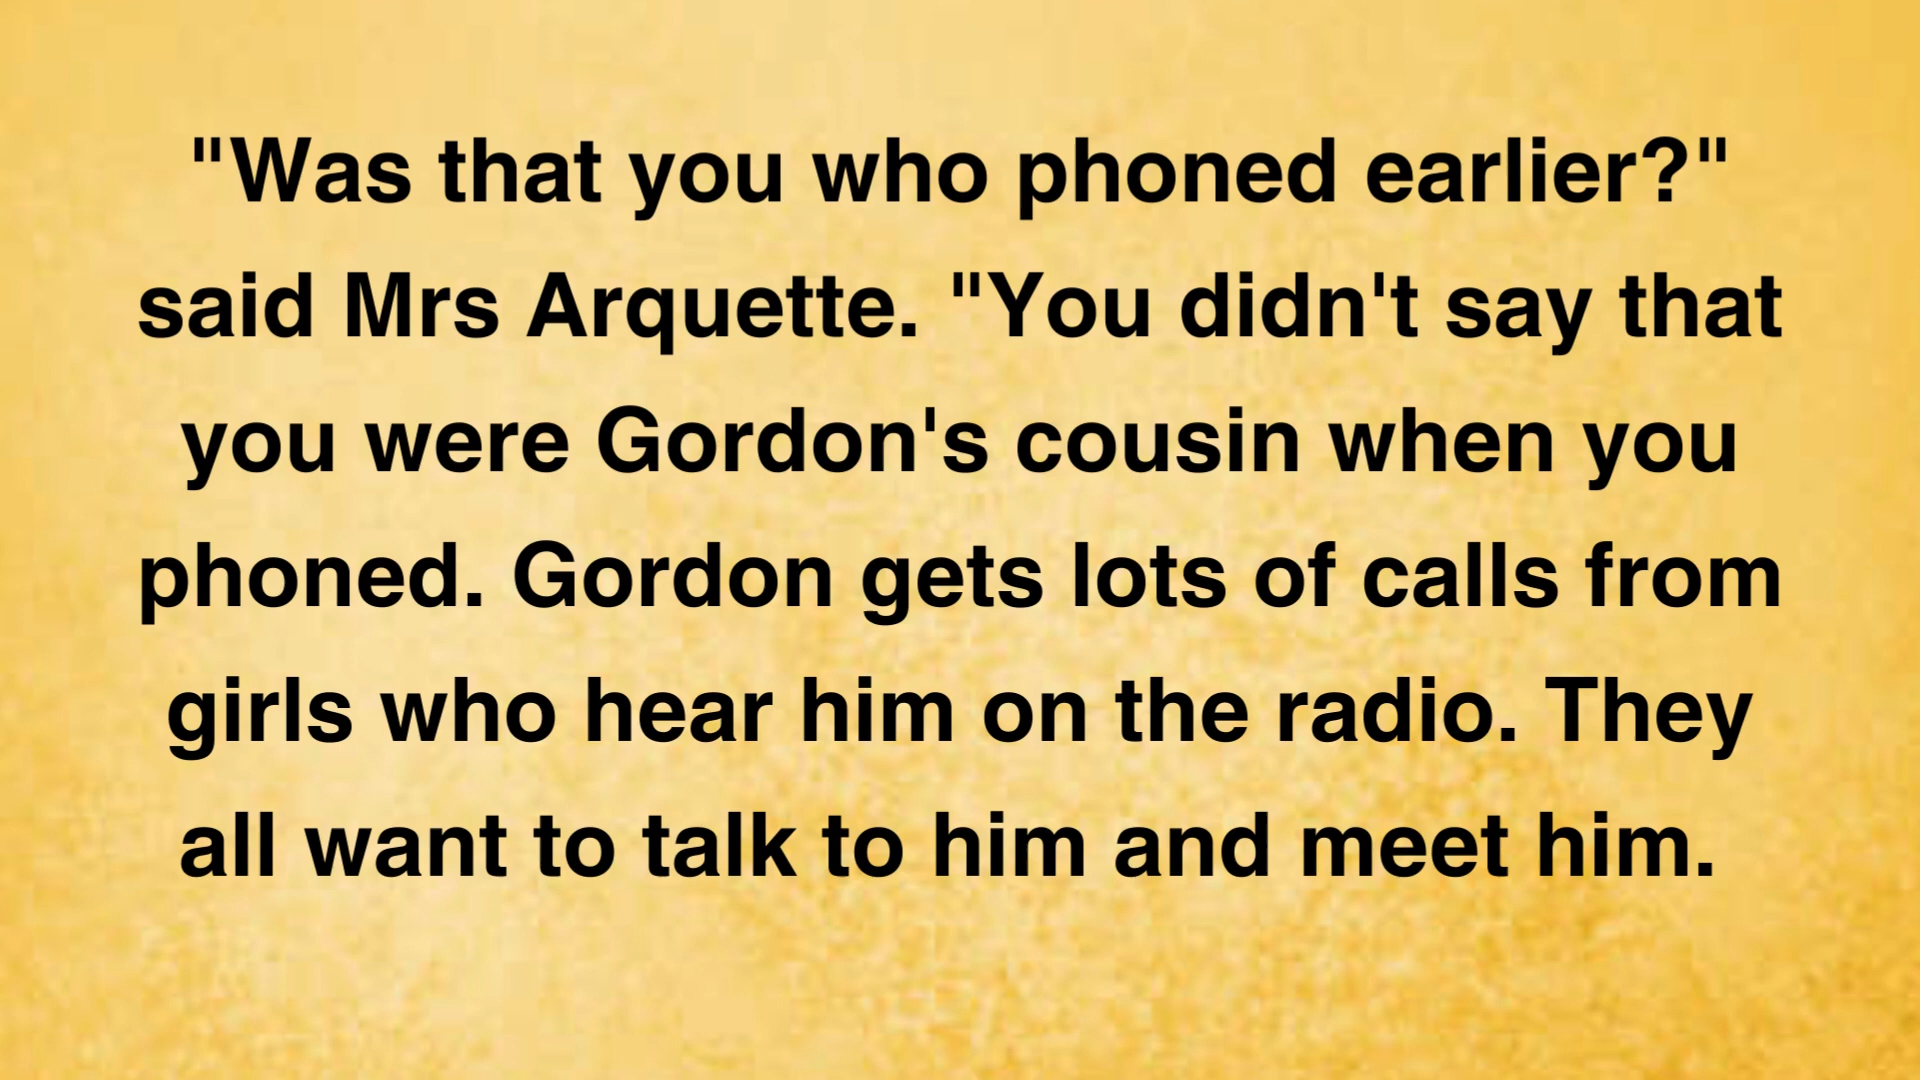 "Was that you who phoned earlier?"
said Mrs Arquette. "You didn't say that
you were Gordon's cousin when you
phoned. Gordon gets lots of calls from
girls who hear him on the radio. They
all want to talk to him and meet him.